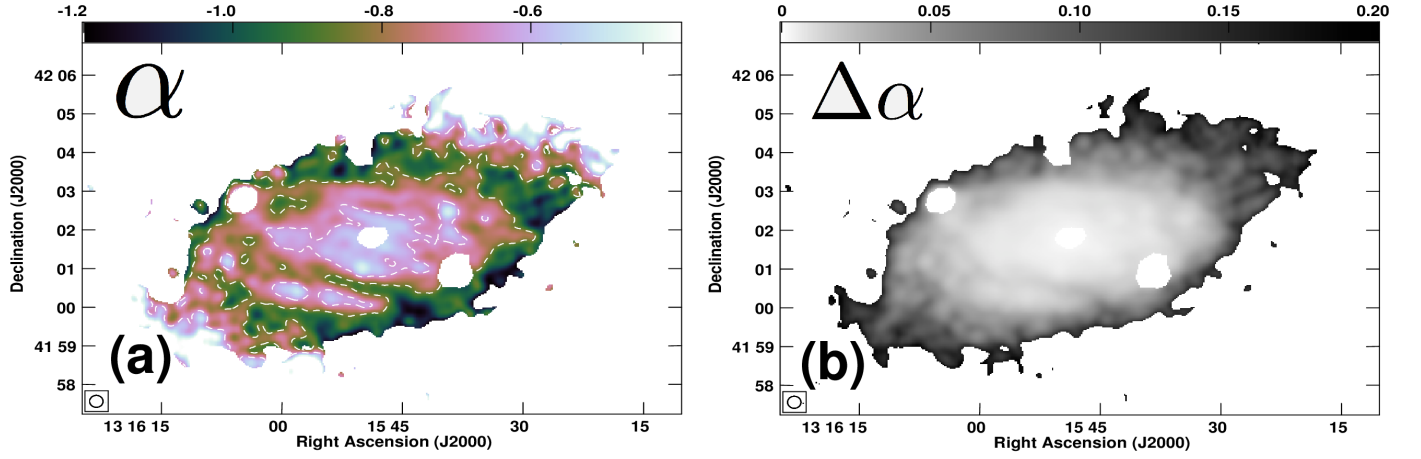 -1.2 -1.0 -0.8 -0.6
α
42 06
05
04
03
02
01
00
41 59
58
Declination (J2000)
(a)
13 16 15 00 15 45 30 15
Right Ascension (J2000)
0 0.05 0.10 0.15 0.20
Δα
42 06
05
04
03
02
01
00
41 59
58
Declination (J2000)
(b)
13 16 15 00 15 45 30 15
Right Ascension (J2000)